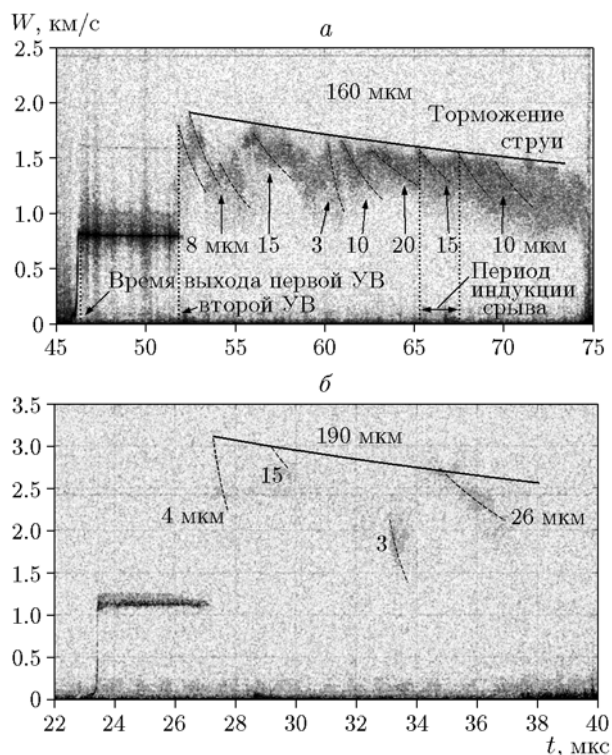 W, км/с
а
2.5
160 мкм
2.0
Торможение
струи
1.5
1.0
8 мкм
15
3
10
20
15
10 мкм
0.5
Время выхода первой УВ
второй УВ
Период
индукции
срыва
0
45
50
55
60
65
70
75
б
3.5
190 мкм
3.0
15
2.5
4 мкм
26 мкм
2.0
3
1.5
1.0
0.5
0
22
24
26
28
30
32
34
36
38
40
t, мкс